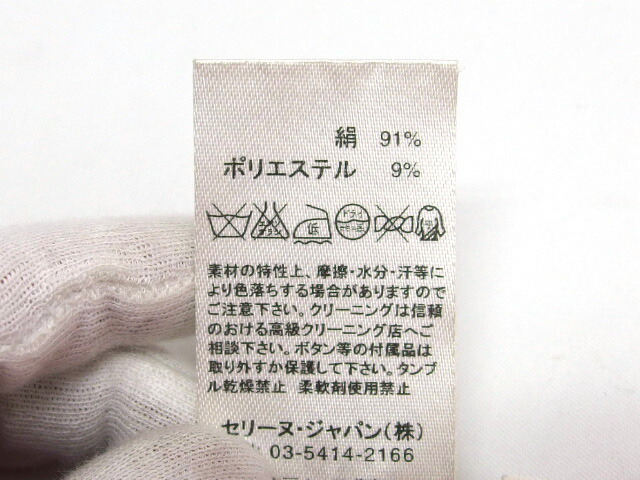 絹 91%
ポリエステル 9%
低 ドライ
素材の特性上、摩擦・水分・汗等に
より色落ちする場合がありますので
ご注意下さい。クリーニングは信頼
のおける高級クリーニング店へご
相談下さい。ボタン等の付属品は
取り外すか保護して下さい。タンブ
ル乾燥禁止 柔軟剤使用禁止
セリーヌ・ジャパン(株)
03-5414-2166